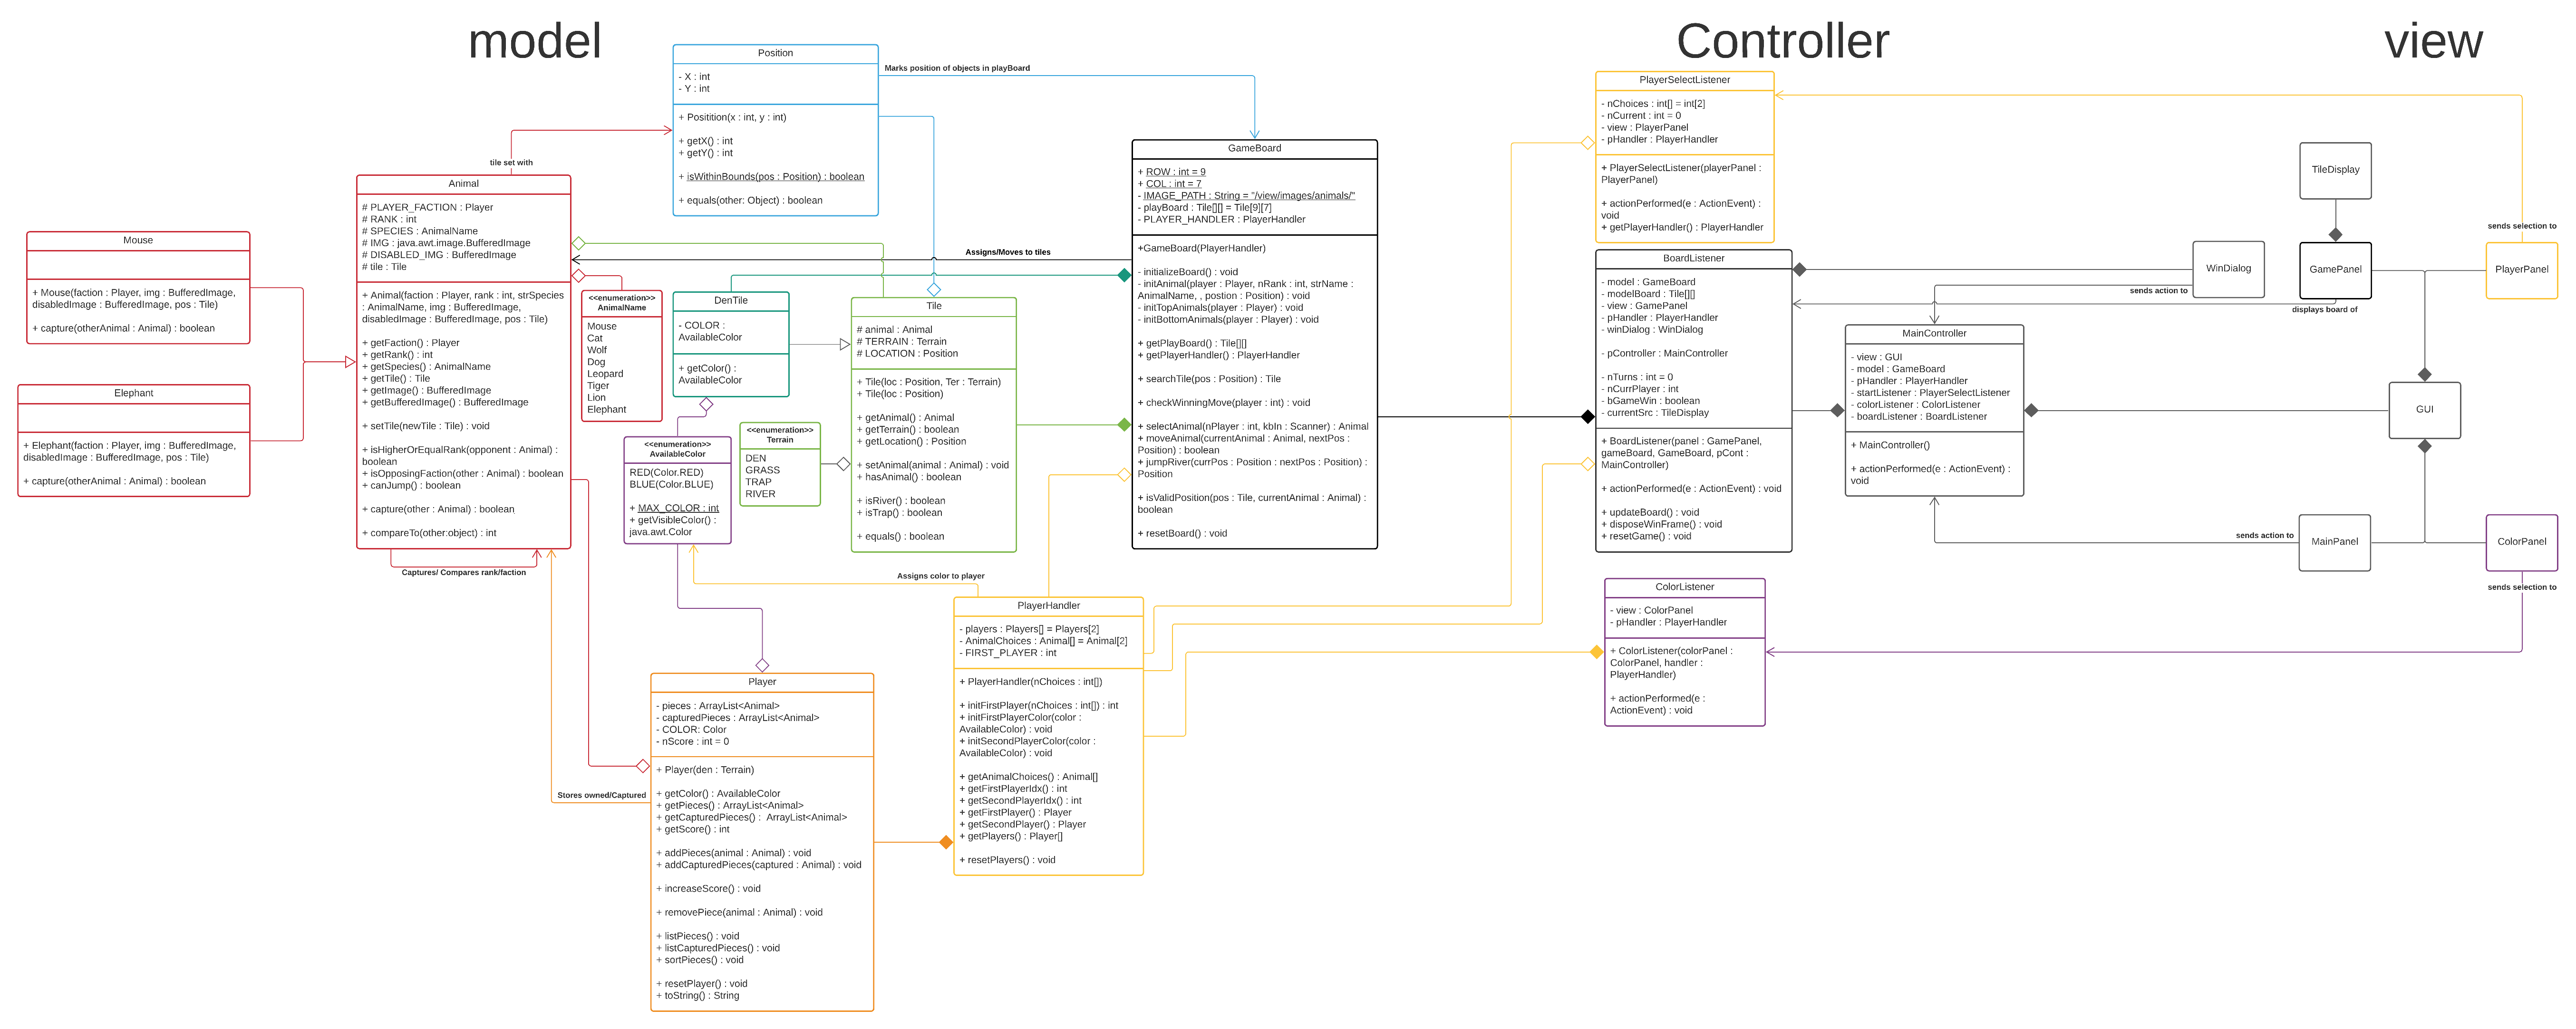 model
Controller
view
Position
- X : int
- Y : int
+ Positition(x : int, y : int)
+ getX() : int
+ getY() : int
+ isWithinBounds(pos : Position) : boolean
+ equals(other: Object) : boolean
Marks position of objects in playBoard
tile set with
Animal
# PLAYER_FACTION : Player
# RANK : int
# SPECIES : AnimalName
# IMG : java.awt.image.BufferedImage
# DISABLED_IMG : BufferedImage
# tile : Tile
+ Animal(faction : Player, rank : int, strSpecies
: AnimalName, img : BufferedImage,
disabledImage : BufferedImage, pos : Tile)
+ getFaction() : Player
+ getRank() : int
+ getSpecies() : AnimalName
+ getTile() : Tile
+ getImage() : BufferedImage
+ getBufferedImage() : BufferedImage
+ setTile(newTile : Tile) : void
+ isHigherOrEqualRank(opponent : Animal) :
boolean
+ isOpposingFaction(other : Animal) : boolean
+ canJump() : boolean
+ capture(other : Animal) : boolean
+ compareTo(other:object) : int
Captures/ Compares rank/faction
Mouse
+ Mouse(faction : Player, img : BufferedImage,
disabledImage : BufferedImage, pos : Tile)
+ capture(otherAnimal : Animal) : boolean
Elephant
+ Elephant(faction : Player, img : BufferedImage,
disabledImage : BufferedImage, pos : Tile)
+ capture(otherAnimal : Animal) : boolean
<<enumeration>>
AnimalName
Mouse
Cat
Wolf
Dog
Leopard
Tiger
Lion
Elephant
DenTile
- COLOR :
AvailableColor
+ getColor() :
AvailableColor
<<enumeration>>
AvailableColor
RED(Color.RED)
BLUE(Color.BLUE)
+ MAX_COLOR : int
+ getVisibleColor() :
java.awt.Color
<<enumeration>>
Terrain
DEN
GRASS
TRAP
RIVER
Tile
# animal : Animal
# TERRAIN : Terrain
# LOCATION : Position
+ Tile(loc : Position, Ter : Terrain)
+ Tile(loc : Position)
+ getAnimal() : Animal
+ getTerrain() : boolean
+ getLocation() : Position
+ setAnimal(animal : Animal) : void
+ hasAnimal() : boolean
+ isRiver() : boolean
+ isTrap() : boolean
+ equals() : boolean
Assigns/Moves to tiles
GameBoard
+ ROW : int = 9
+ COL : int = 7
- IMAGE_PATH : String = "/view/images/animals/"
- playBoard : Tile[][] = Tile[9][7]
- PLAYER_HANDLER : PlayerHandler
+GameBoard(PlayerHandler)
- initializeBoard() : void
- initAnimal(player : Player, nRank : int, strName :
AnimalName, , postion : Position) : void
- initTopAnimals(player : Player) : void
- initBottomAnimals(player : Player) : void
+ getPlayBoard() : Tile[][]
+ getPlayerHandler() : PlayerHandler
+ searchTile(pos : Position) : Tile
+ checkWinningMove(player : int) : void
+ selectAnimal(nPlayer : int, kbIn : Scanner) : Animal
+ moveAnimal(currentAnimal : Animal, nextPos :
Position) : boolean
+ jumpRiver(currPos : Position : nextPos : Position) :
Position
+ isValidPosition(pos : Tile, currentAnimal : Animal) :
boolean
+ resetBoard() : void
Assigns color to player
PlayerHandler
- players : Players[] = Players[2]
- AnimalChoices : Animal[] = Animal[2]
- FIRST_PLAYER : int
+ PlayerHandler(nChoices : int[])
+ initFirstPlayer(nChoices : int[]) : int
+ initFirstPlayerColor(color :
AvailableColor) : void
+ initSecondPlayerColor(color :
AvailableColor) : void
+ getAnimalChoices() : Animal[]
+ getFirstPlayerIdx() : int
+ getSecondPlayerIdx() : int
+ getFirstPlayer() : Player
+ getSecondPlayer() : Player
+ getPlayers() : Player[]
+ resetPlayers() : void
Stores owned/Captured
Player
- pieces : ArrayList<Animal>
- capturedPieces : ArrayList<Animal>
- COLOR: Color
- nScore : int = 0
+ Player(den : Terrain)
+ getColor() : AvailableColor
+ getPieces() : ArrayList<Animal>
+ getCapturedPieces() : ArrayList<Animal>
+ getScore() : int
+ addPieces(animal : Animal) : void
+ addCapturedPieces(captured : Animal) : void
+ increaseScore() : void
+ removePiece(animal : Animal) : void
+ listPieces() : void
+ listCapturedPieces() : void
+ sortPieces() : void
+ resetPlayer() : void
+ toString() : String
PlayerSelectListener
- nChoices : int[] = int[2]
- nCurrent : int = 0
- view : PlayerPanel
- pHandler : PlayerHandler
+ PlayerSelectListener(playerPanel :
PlayerPanel)
+ actionPerformed(e : ActionEvent) :
void
+ getPlayerHandler() : PlayerHandler
BoardListener
- model : GameBoard
- modelBoard : Tile[][]
- view : GamePanel
- pHandler : PlayerHandler
- winDialog : WinDialog
- pController : MainController
- nTurns : int = 0
- nCurrPlayer : int
- bGameWin : boolean
- currentSrc : TileDisplay
+ BoardListener(panel : GamePanel,
gameBoard, GameBoard, pCont :
MainController)
+ actionPerformed(e : ActionEvent) : void
+ updateBoard() : void
+ disposeWinFrame() : void
+ resetGame() : void
ColorListener
- view : ColorPanel
- pHandler : PlayerHandler
+ ColorListener(colorPanel :
ColorPanel, handler :
PlayerHandler)
+ actionPerformed(e :
ActionEvent) : void
MainController
- view : GUI
- model : GameBoard
- pHandler : PlayerHandler
- startListener : PlayerSelectListener
- colorListener : ColorListener
- boardListener : BoardListener
+ MainController()
+ actionPerformed(e : ActionEvent) :
void
TileDisplay
WinDialog
sends action to
GamePanel
displays board of
sends selection to
PlayerPanel
GUI
sends action to
MainPanel
ColorPanel
sends selection to